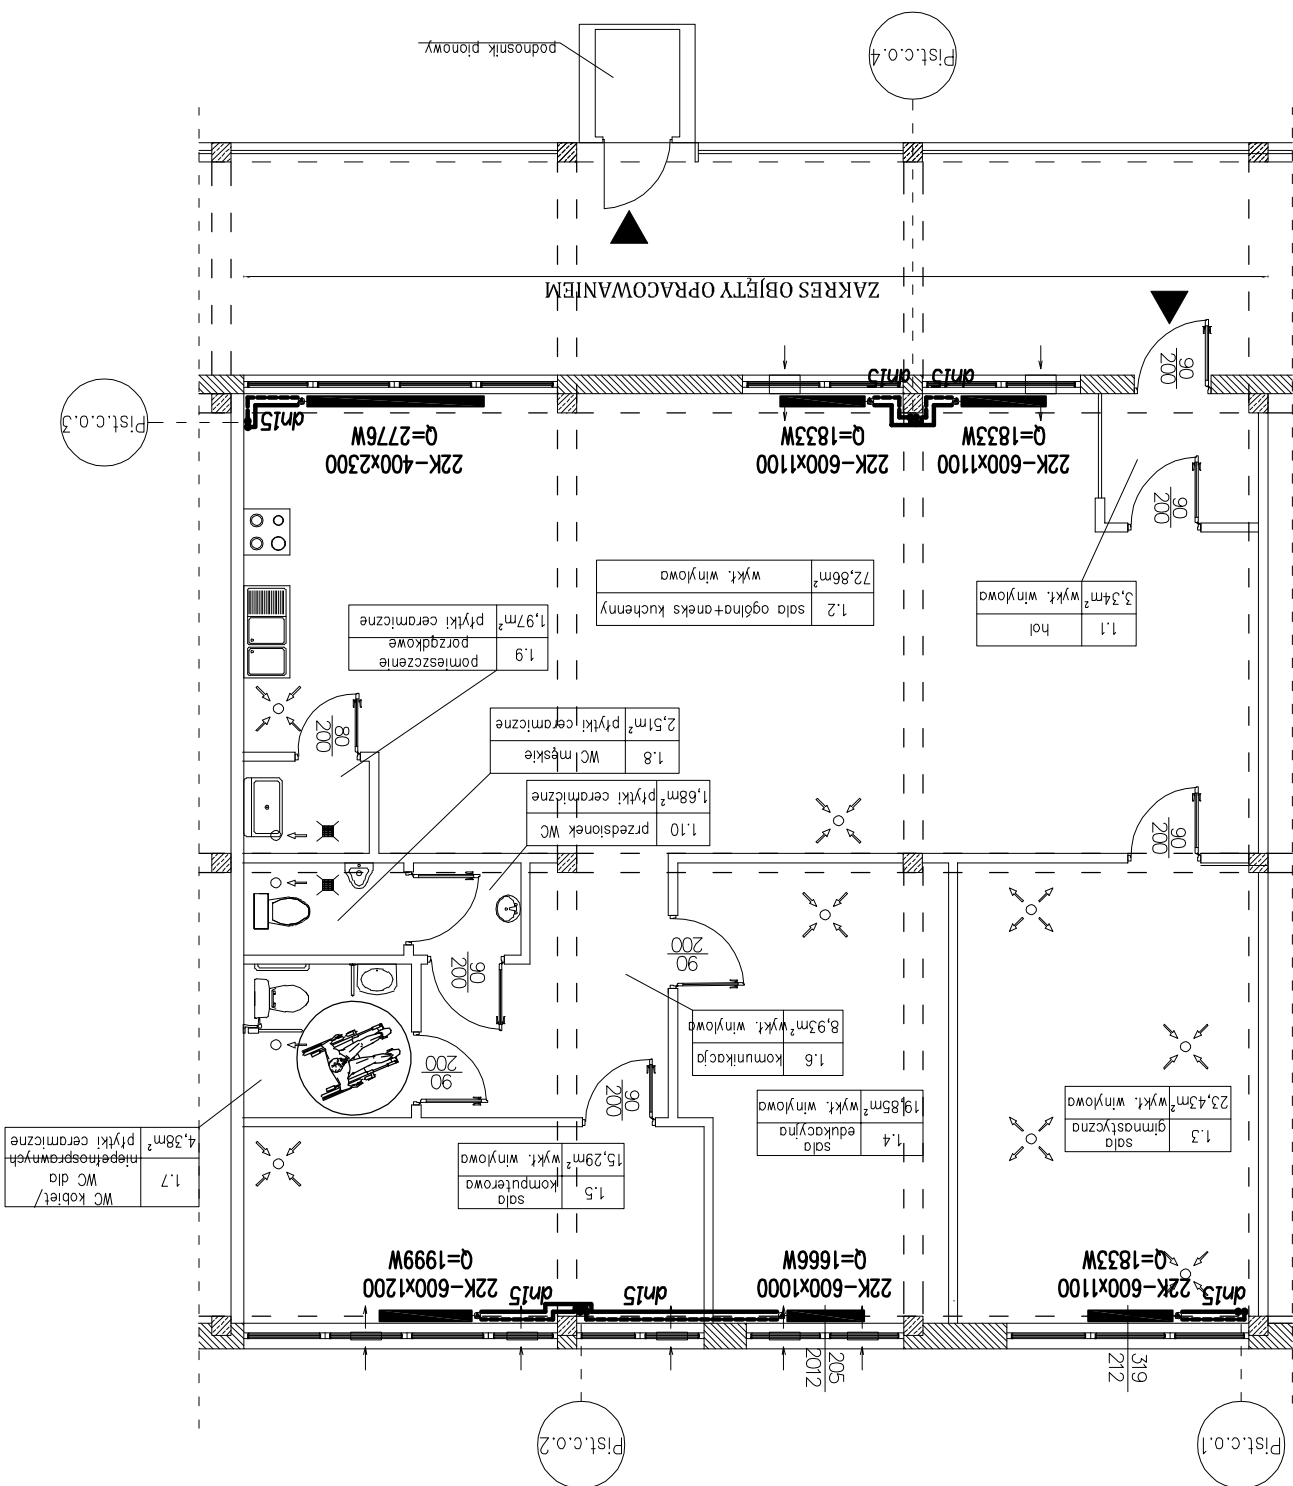 Pist.c.o.1
Pist.c.o.2
319
212
205
2012
dn15
22K-600x1100
Q=1833W
22K-600x1000
Q=1666W
dn15
dn15
22K-600x1200
Q=1999W
1.3 sala gimnastyczna
23,43m² wykł. winylowa
1.4 sala edukacyjna
19,85m² wykł. winylowa
1.5 sala komputerowa
15,29m² wykł. winylowa
1.7 WC kobiet/ WC dla niepełnosprawnych
4,38m² płytki ceramiczne
1.6 komunikacja
8,93m² wykł. winylowa
90
200
90
200
90
200
90
200
90
200
1.10 przedsionek WC
1,68m² płytki ceramiczne
1.8 WC męskie
2,51m² płytki ceramiczne
80
200
1.9 pomieszczenie porządkowe
1,97m² płytki ceramiczne
1.1 hol
3,34m² wykł. winylowa
1.2 sala ogólna+aneks kuchenny
72,86m² wykł. winylowa
90
200
22K-600x1100
Q=1833W
22K-600x1100
Q=1833W
22K-400x2300
Q=2776W
dn15
dn15
dn15
Pist.c.o.3
90
200
ZAKRES OBJĘTY OPRACOWANIEM
Pist.c.o.4
podnosnik pionowy